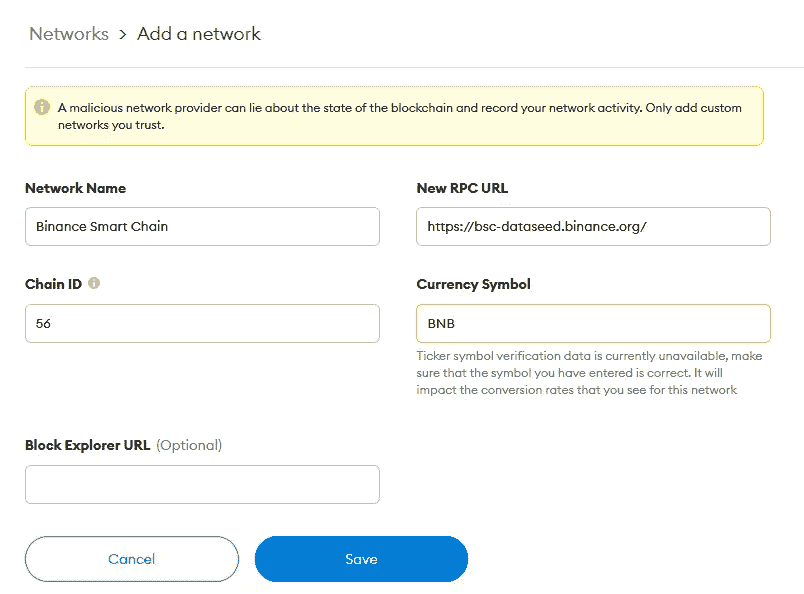 Networks > Add a network
A malicious network provider can lie about the state of the blockchain and record your network activity. Only add custom
networks you trust.
Network Name
New RPC URL
Binance Smart Chain
https://bsc-dataseed.binance.org/
Chain ID
Currency Symbol
56
BNB
Ticker symbol verification data is currently unavailable, make
sure that the symbol you have entered is correct. It will
impact the conversion rates that you see for this network
Block Explorer URL (Optional)
Cancel
Save